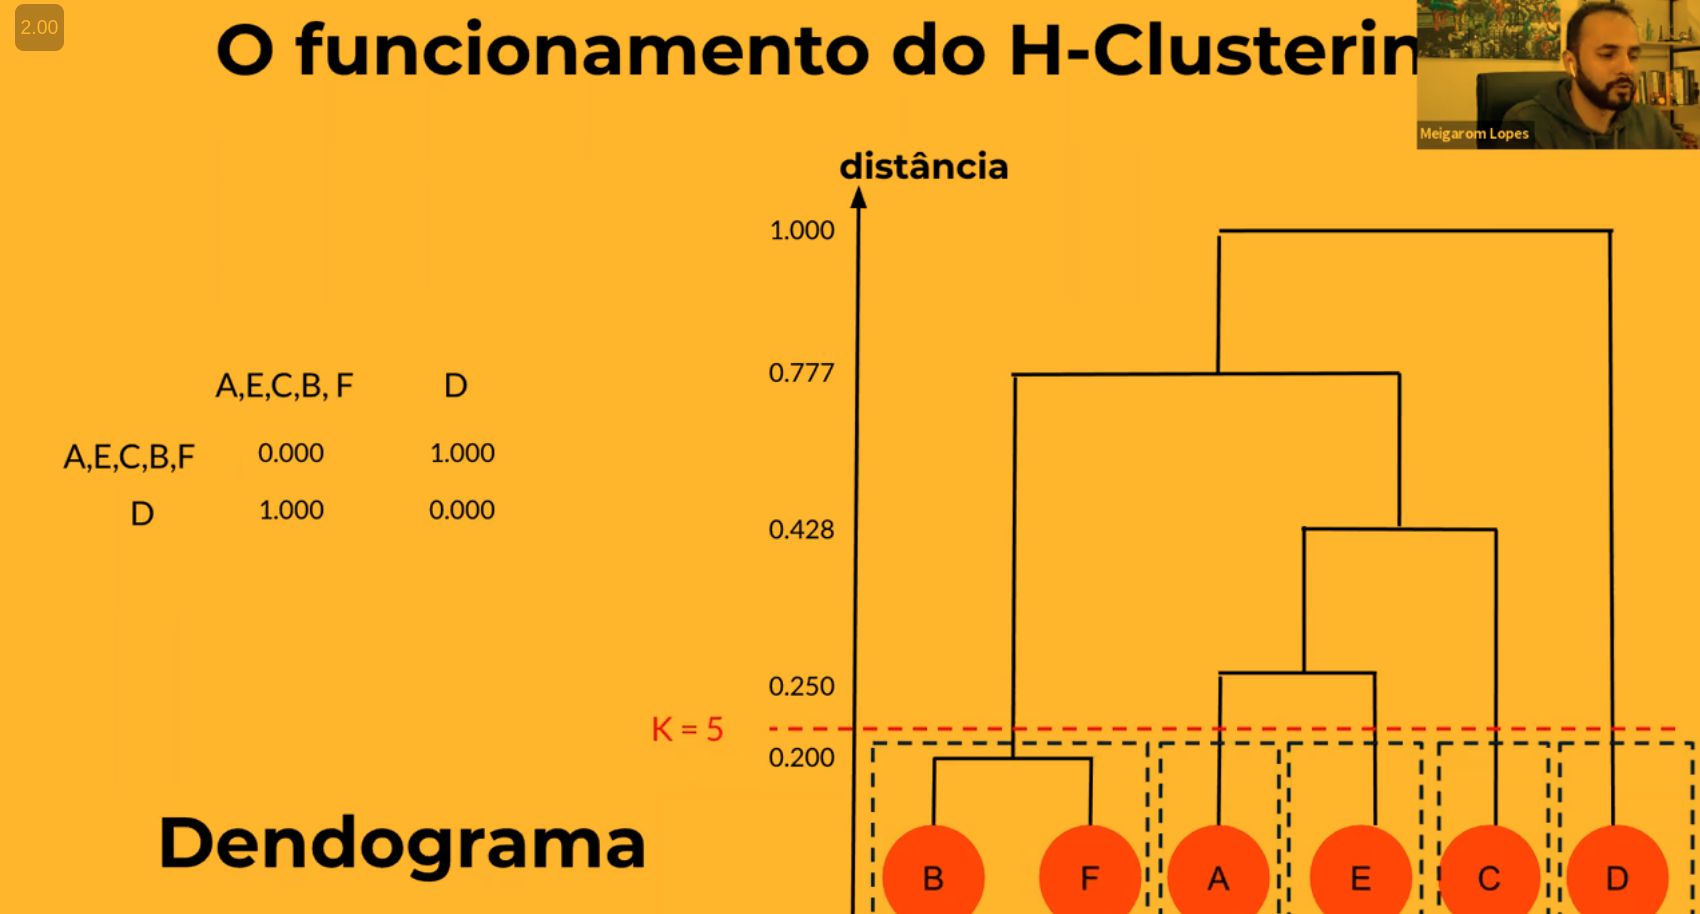 2.00
O funcionamento do H-Clusterin
Meigarom Lopes
distância
1.000
0.777
A,E,C,B, F D
A,E,C,B,F 0.000 1.000
D 1.000 0.000
0.428
0.250
K = 5
0.200
Dendograma
B F A E C D